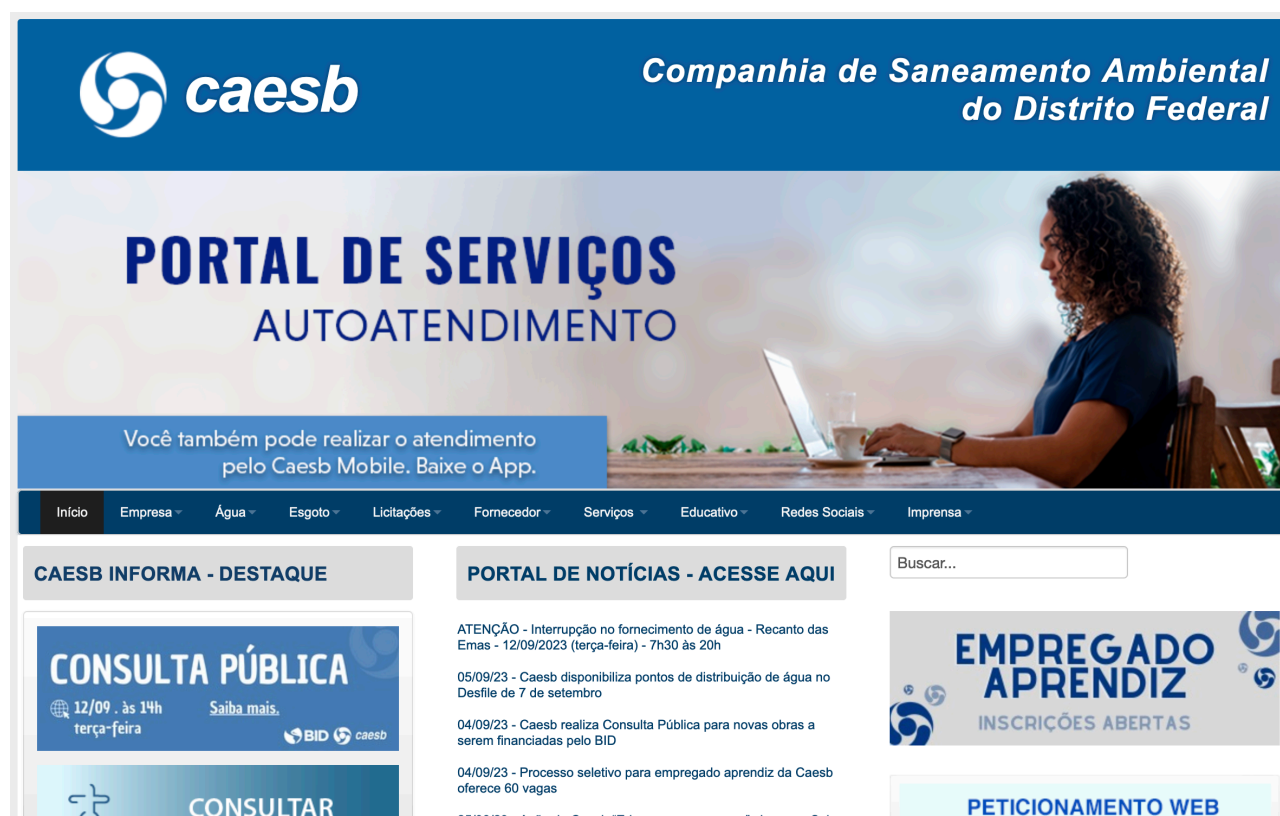 caesb
Companhia de Saneamento Ambiental
do Distrito Federal
PORTAL DE SERVIÇOS
AUTOATENDIMENTO
Você também pode realizar o atendimento
pelo Caesb Mobile. Baixe o App.
Início Empresa Água Esgoto Licitações Fornecedor Serviços Educativo Redes Sociais Imprensa
CAESB INFORMA - DESTAQUE
CONSULTA PÚBLICA
12/09 . às 14h
terça-feira
Saiba mais.
BID caesb
CONSULTAR
PORTAL DE NOTÍCIAS - ACESSE AQUI
ATENÇÃO - Interrupção no fornecimento de água - Recanto das
Emas - 12/09/2023 (terça-feira) - 7h30 às 20h
05/09/23 - Caesb disponibiliza pontos de distribuição de água no
Desfile de 7 de setembro
04/09/23 - Caesb realiza Consulta Pública para novas obras a
serem financiadas pelo BID
04/09/23 - Processo seletivo para empregado aprendiz da Caesb
oferece 60 vagas
Buscar...
EMPREGADO
APRENDIZ
INSCRIÇÕES ABERTAS
PETICIONAMENTO WEB